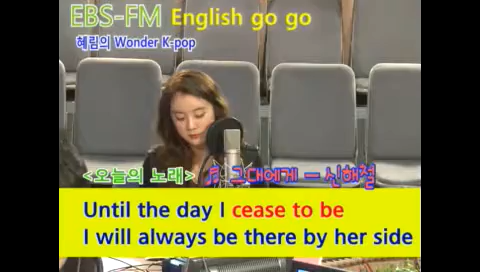 EBS-FM English go go
혜림의 Wonder K-pop
<오늘의 노래> ♬ 그대에게 - 신해철
Until the day I cease to be
I will always be there by her side